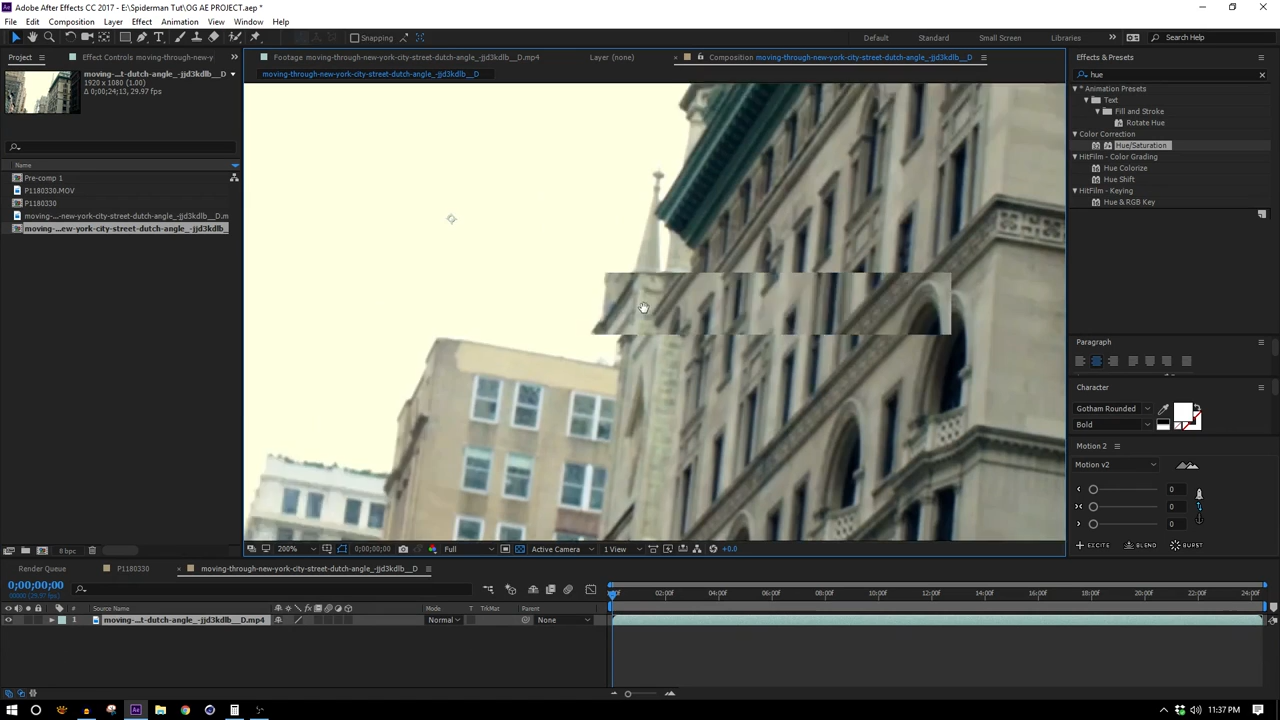 Adobe After Effects CC 2017 - E:\Spiderman Tut\OG AE PROJECT.aep *
File Edit Composition Layer Effect Animation View Window Help
Snapping
Default Standard Small Screen Libraries Search Help
Project Effect Controls moving-through-new-y
Footage moving-through-new-york-city-street-dutch-angle_-jjd3kdlb__D.mp4
Layer (none)
Composition moving-through-new-york-city-street-dutch-angle_-jjd3kdlb__D
Effects & Presets
moving-...t-dutch-angle_-jjd3kdlb__D
1920 x 1080 (1.00)
Δ 0;00;24;13, 29.97 fps
moving-through-new-york-city-street-dutch-angle_-jjd3kdlb__D
hue
* Animation Presets
Text
Fill and Stroke
Rotate Hue
Color Correction
Hue/Saturation
HitFilm - Color Grading
Hue Colorize
Hue Shift
HitFilm - Keying
Hue & RGB Key
Name
Pre-comp 1
P1180330.MOV
P1180330
moving-...-new-york-city-street-dutch-angle_-jjd3kdlb__D.m
moving-...ew-york-city-street-dutch-angle_-jjd3kdlb_
Paragraph
Character
Gotham Rounded
Bold
Motion 2
Motion v2
0
0
0
EXCITE BLEND BURST
8 bpc
200% 0;00;00;00 Full Active Camera 1 View +0.0
Render Queue P1180330 moving-through-new-york-city-street-dutch-angle_-jjd3kdlb__D
0;00;00;00
00000 (29.97 fps)
02:00f 04:00f 06:00f 08:00f 10:00f 12:00f 14:00f 16:00f 18:00f 20:00f 22:00f 24:00f
# Source Name Mode T TrkMat Parent
1 moving-...t-dutch-angle_-jjd3kdlb__D.mp4 Normal None
11:37 PM